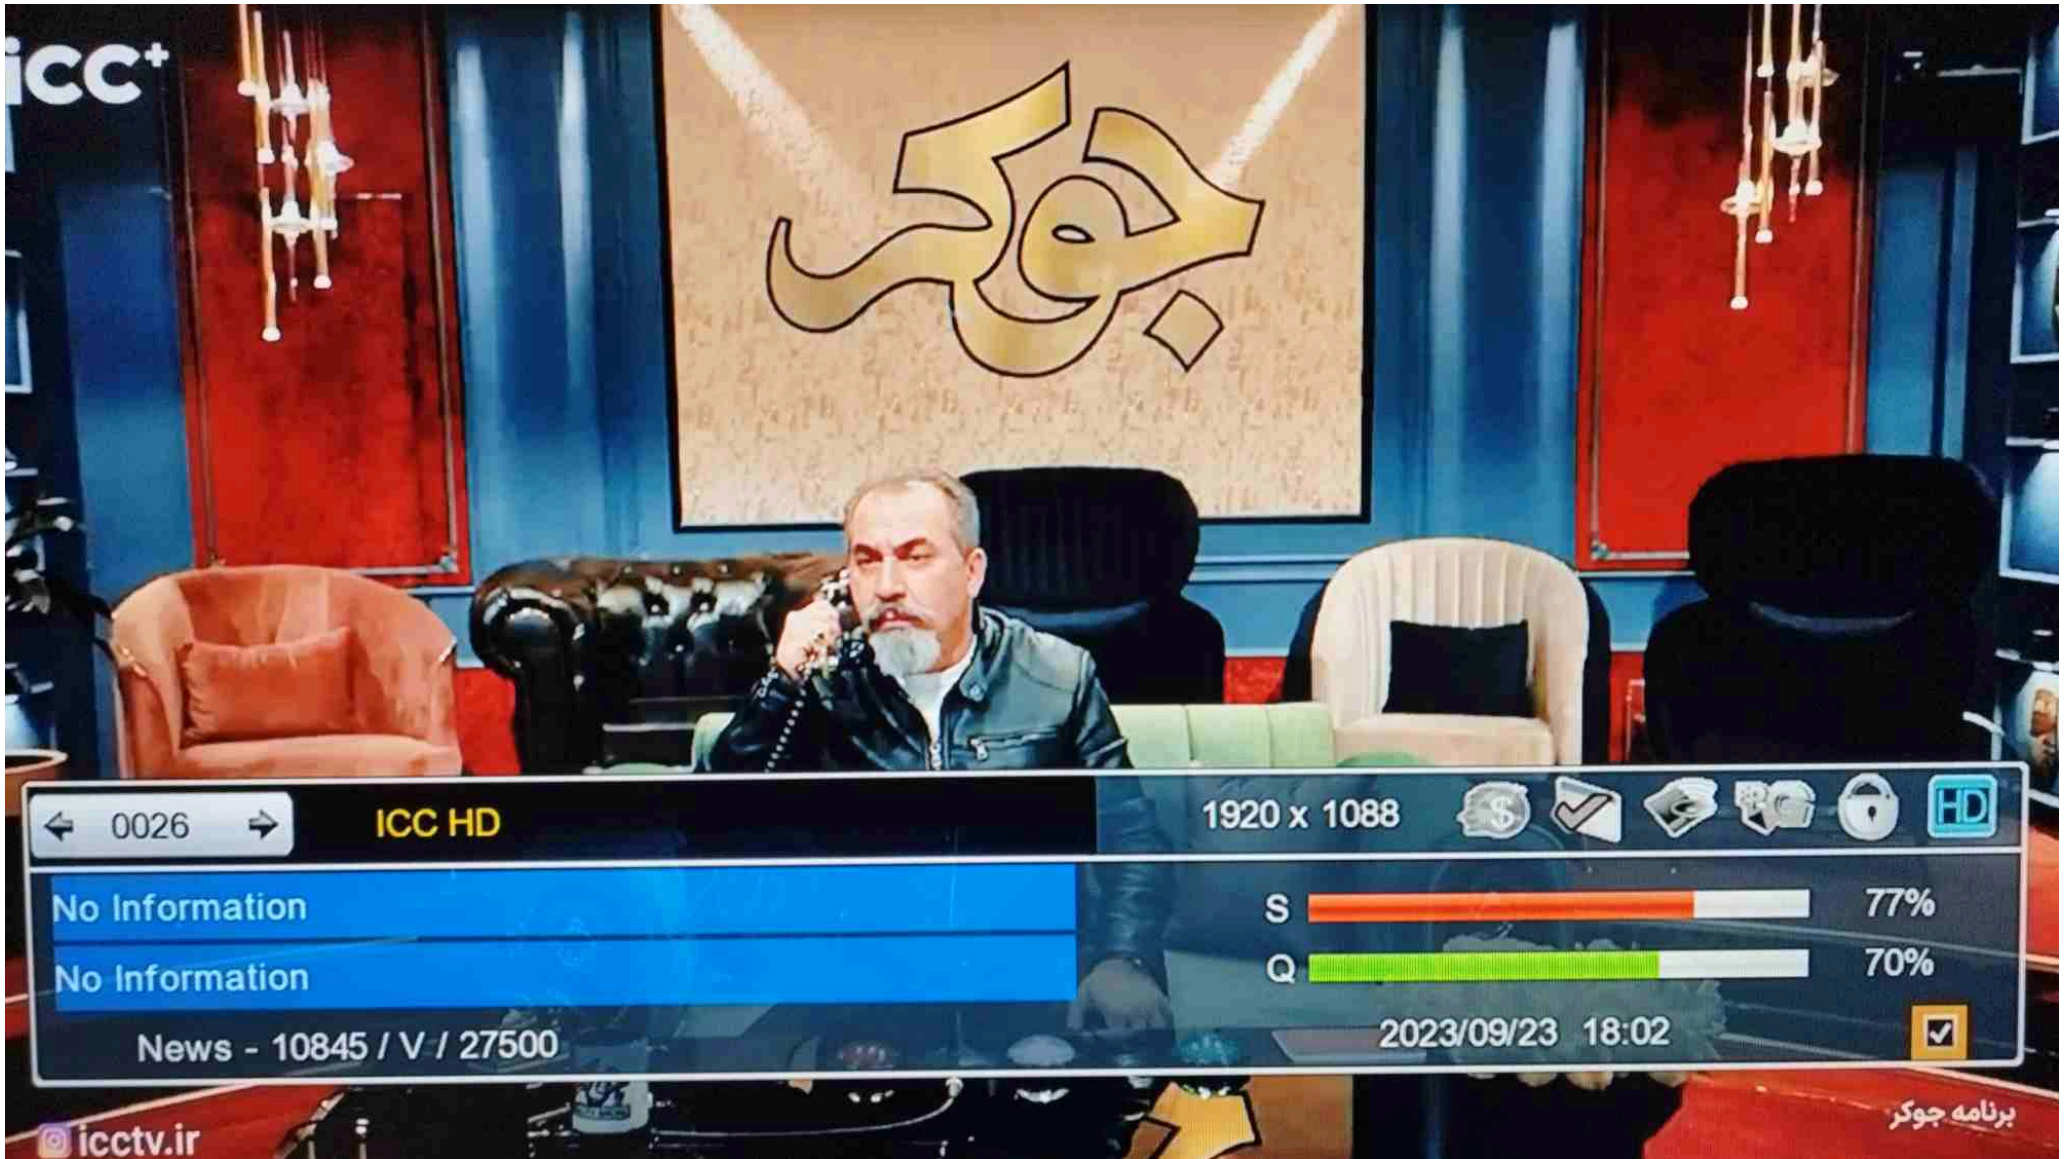 icc+
جوکر
0026
ICC HD
1920 x 1088
HD
No Information
S 77%
No Information
Q 70%
News - 10845 / V / 27500
2023/09/23 18:02
برنامه جوکر
icctv.ir